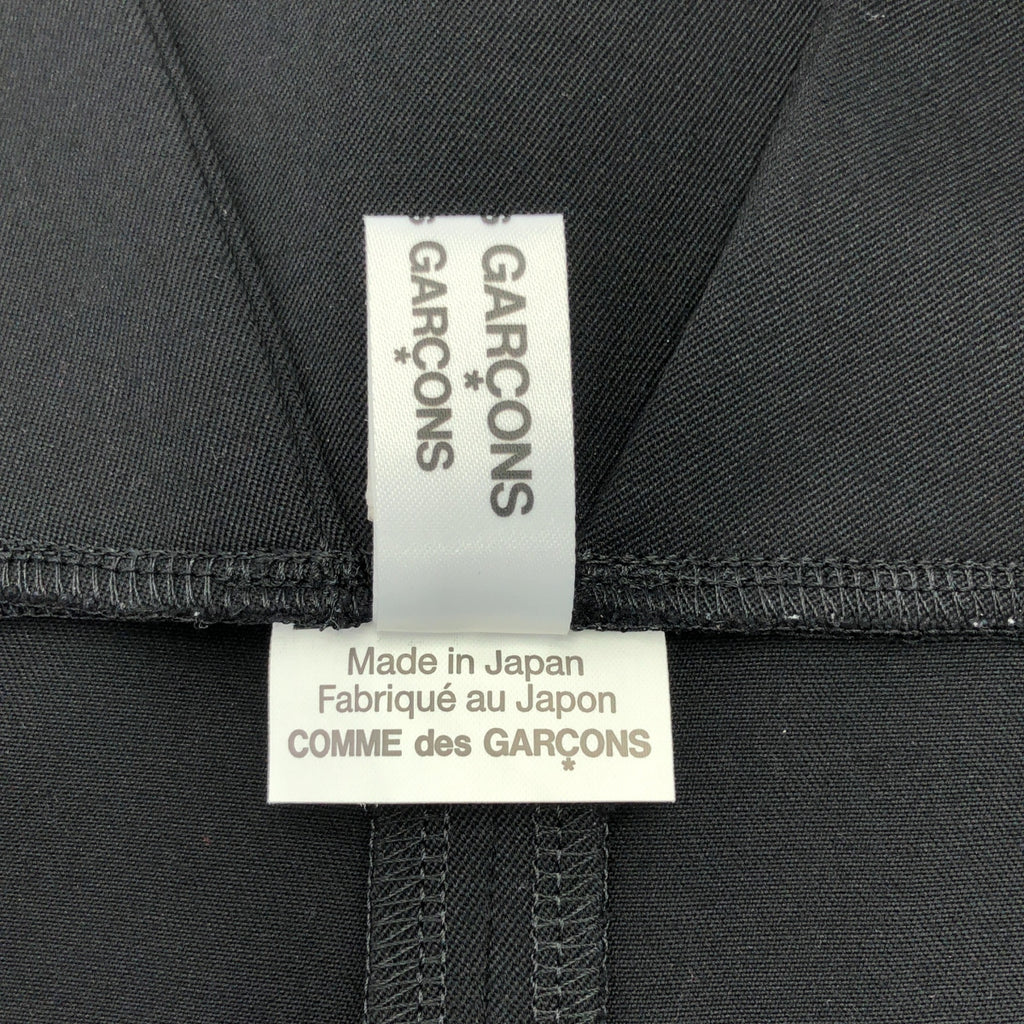 GARÇONS
GARÇONS
Made in Japan
Fabriqué au Japon
COMME des GARÇONS